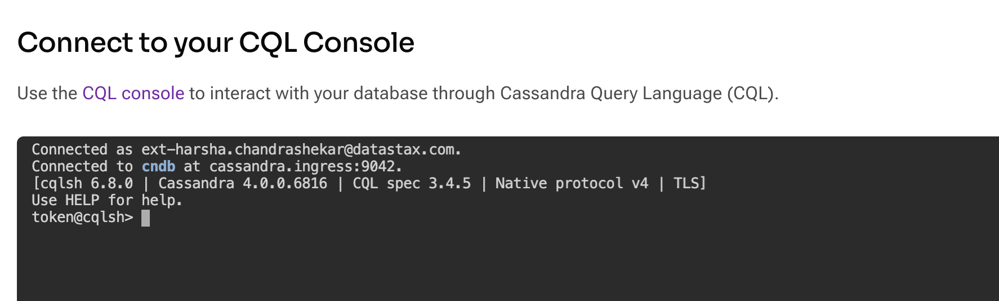 Connect to your CQL Console
Use the CQL console to interact with your database through Cassandra Query Language (CQL).
Connected as ext-harsha.chandrashekar@datastax.com.
Connected to cndb at cassandra.ingress:9042.
[cqlsh 6.8.0 | Cassandra 4.0.0.6816 | CQL spec 3.4.5 | Native protocol v4 | TLS]
Use HELP for help.
token@cqlsh>